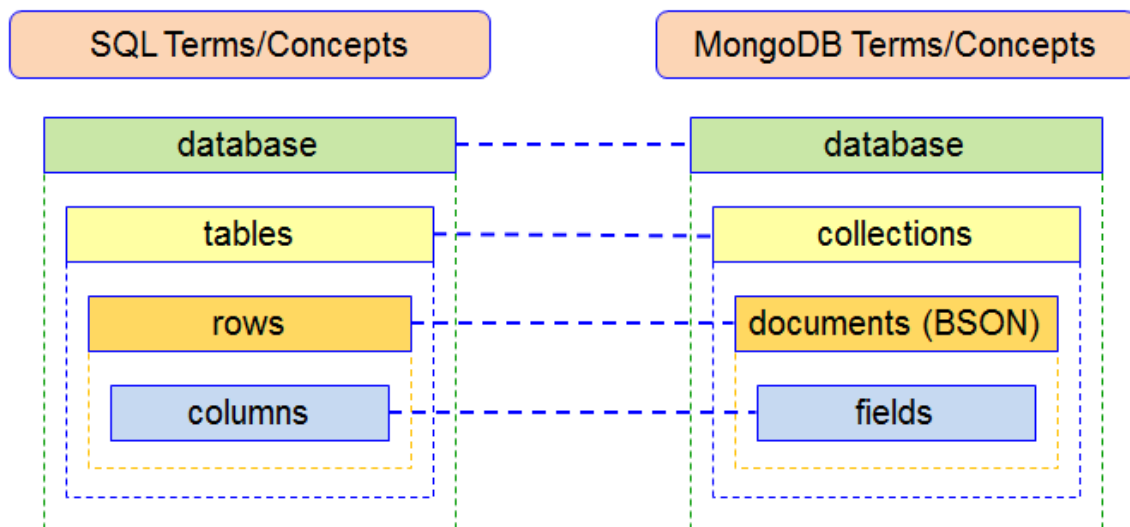 SQL Terms/Concepts
MongoDB Terms/Concepts
database
database
tables
collections
rows
documents (BSON)
columns
fields